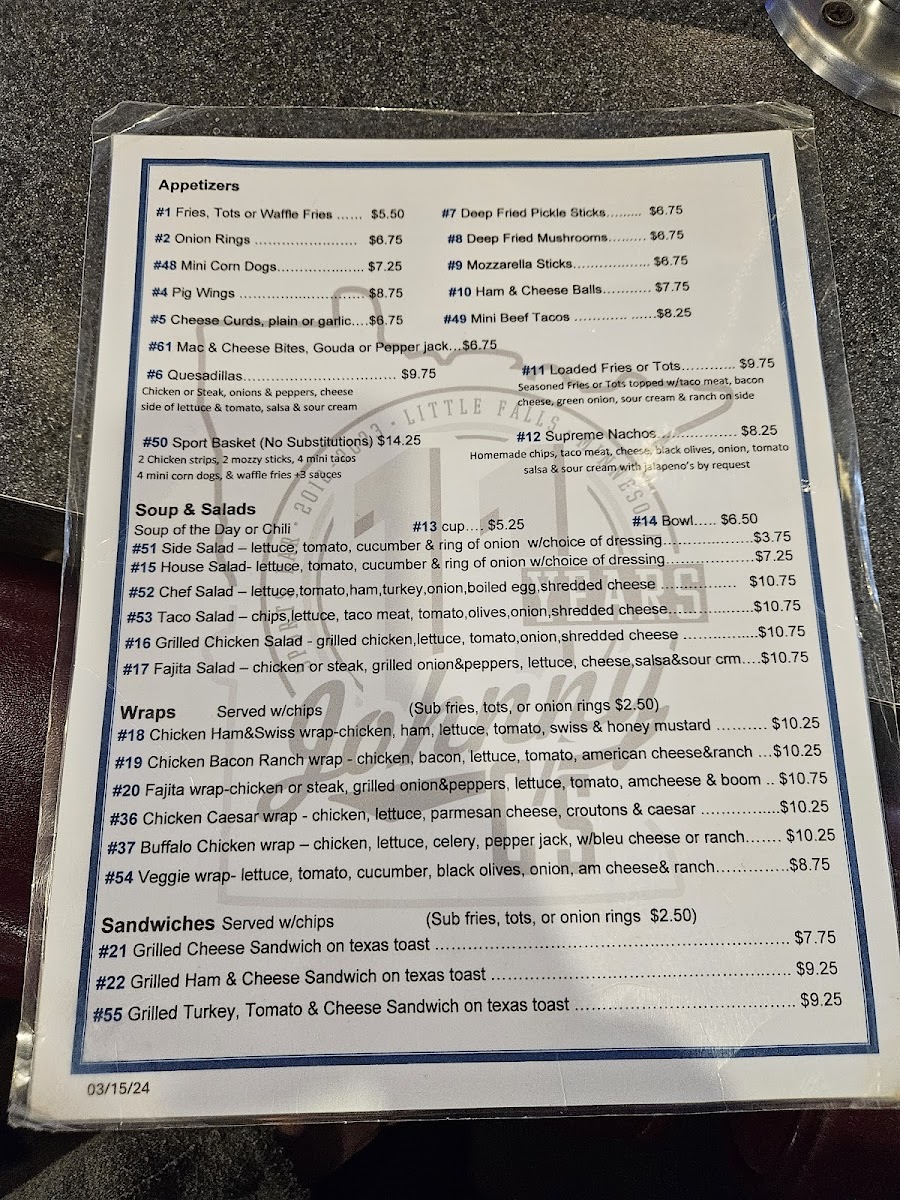 Appetizers
#1 Fries, Tots or Waffle Fries ...... $5.50
#7 Deep Fried Pickle Sticks......... $6.75
#2 Onion Rings ........................ $6.75
#8 Deep Fried Mushrooms......... $6.75
#48 Mini Corn Dogs.................... $7.25
#9 Mozzarella Sticks.................. $6.75
#4 Pig Wings ............................. $8.75
#10 Ham & Cheese Balls........... $7.75
#5 Cheese Curds, plain or garlic....$6.75
#49 Mini Beef Tacos ............ ......$8.25
#61 Mac & Cheese Bites, Gouda or Pepper jack...$6.75
#6 Quesadillas.................................... $9.75
Chicken or Steak, onions & peppers, cheese
side of lettuce & tomato, salsa & sour cream
#11 Loaded Fries or Tots............ $9.75
Seasoned Fries or Tots topped w/taco meat, bacon
cheese, green onion, sour cream & ranch on side
#50 Sport Basket (No Substitutions) $14.25
2 Chicken strips, 2 mozzy sticks, 4 mini tacos
4 mini corn dogs, & waffle fries +3 sauces
#12 Supreme Nachos.................. $8.25
Homemade chips, taco meat, cheese, black olives, onion, tomato
salsa & sour cream with jalapeno's by request
Soup & Salads
Soup of the Day or Chili #13 cup.... $5.25 #14 Bowl..... $6.50
#51 Side Salad – lettuce, tomato, cucumber & ring of onion w/choice of dressing....................$3.75
#15 House Salad- lettuce, tomato, cucumber & ring of onion w/choice of dressing....................$7.25
#52 Chef Salad – lettuce,tomato,ham,turkey,onion,boiled egg,shredded cheese .................. $10.75
#53 Taco Salad – chips,lettuce, taco meat, tomato,olives,onion,shredded cheese...................$10.75
#16 Grilled Chicken Salad - grilled chicken,lettuce, tomato,onion,shredded cheese .................$10.75
#17 Fajita Salad – chicken or steak, grilled onion&peppers, lettuce, cheese,salsa&sour crm....$10.75
Wraps Served w/chips (Sub fries, tots, or onion rings $2.50)
#18 Chicken Ham&Swiss wrap-chicken, ham, lettuce, tomato, swiss & honey mustard .......... $10.25
#19 Chicken Bacon Ranch wrap - chicken, bacon, lettuce, tomato, american cheese&ranch ...$10.25
#20 Fajita wrap-chicken or steak, grilled onion&peppers, lettuce, tomato, amcheese & boom .. $10.75
#36 Chicken Caesar wrap - chicken, lettuce, parmesan cheese, croutons & caesar ................$10.25
#37 Buffalo Chicken wrap – chicken, lettuce, celery, pepper jack, w/bleu cheese or ranch....... $10.25
#54 Veggie wrap- lettuce, tomato, cucumber, black olives, onion, am cheese& ranch...............$8.75
Sandwiches Served w/chips (Sub fries, tots, or onion rings $2.50)
#21 Grilled Cheese Sandwich on texas toast ................................................................ $7.75
#22 Grilled Ham & Cheese Sandwich on texas toast ...................................................... $9.25
#55 Grilled Turkey, Tomato & Cheese Sandwich on texas toast ........................................ $9.25
03/15/24
LITTLE FALLS
YEARS
Johnny
G'S